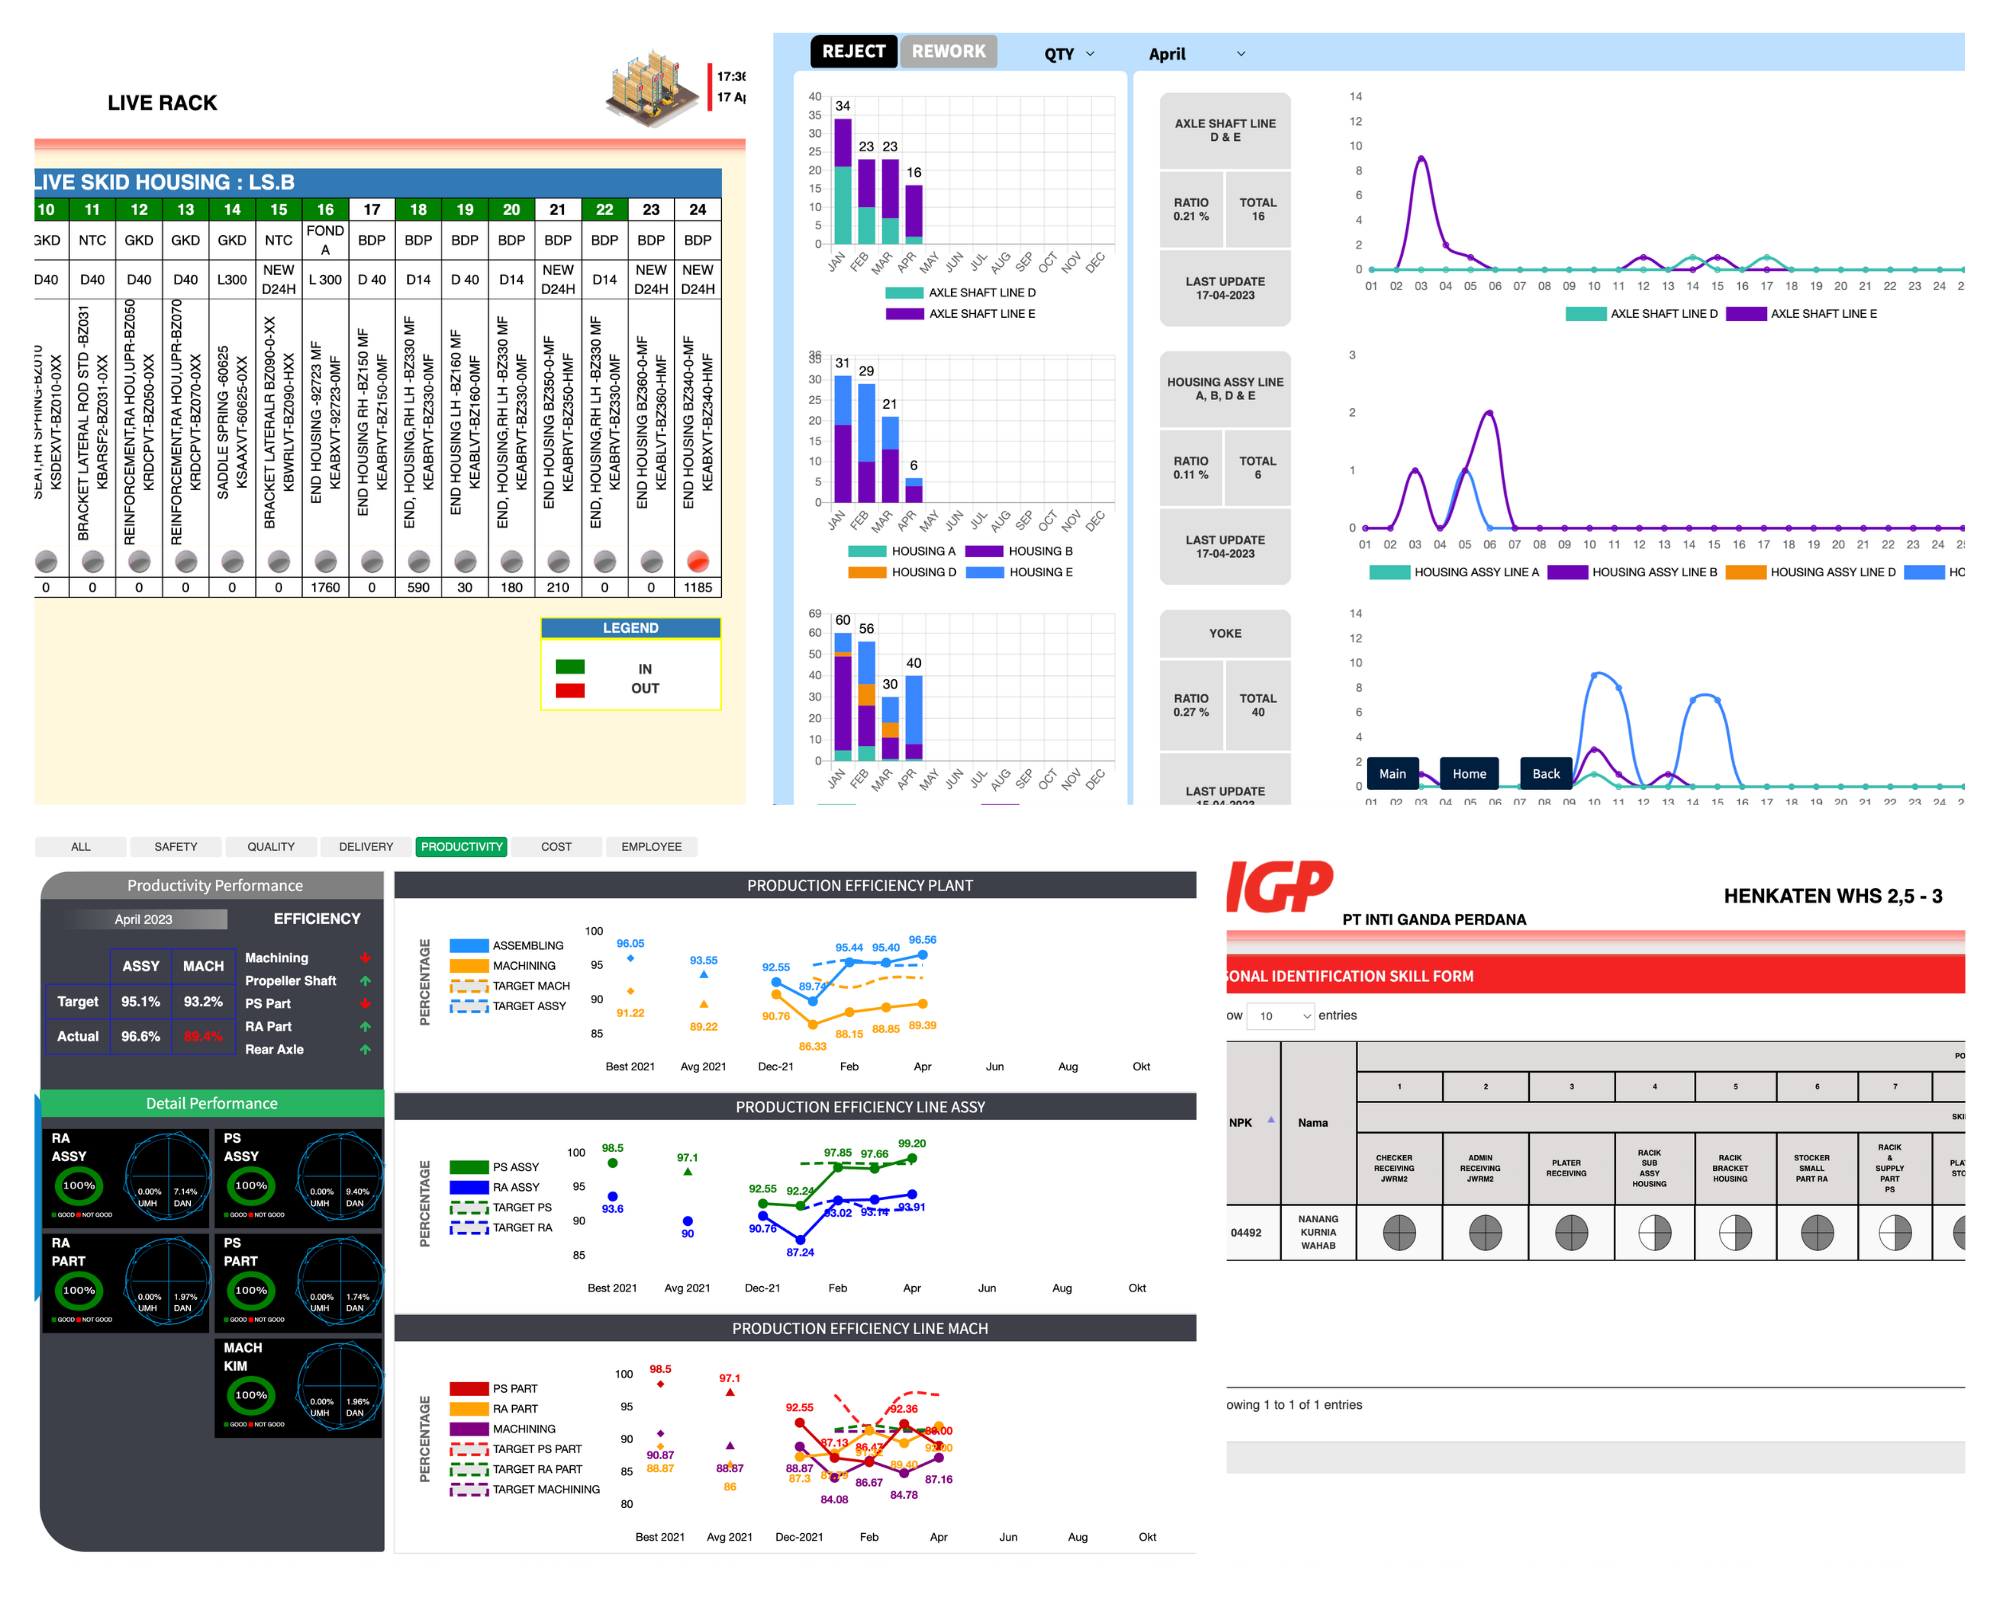 LIVE RACK
17 Ap
LIVE SKID HOUSING : LS.B
10 11 12 13 14 15 16 17 18 19 20 21 22 23 24
GKD NTC GKD GKD GKD NTC FOND A BDP BDP BDP BDP BDP BDP BDP BDP
D40 D40 D40 D40 L300 NEW D24H L 300 D 40 D14 D 40 D14 NEW D24H D14 NEW D24H NEW D24H
KSDEXVT-BZ010-0XX
BRACKET LATERAL ROD STD -BZ031
KBARSF2-BZ031-0XX
REINFORCEMENT,RA HOU,UPR-BZ050
KRDCPVT-BZ050-0XX
REINFORCEMENT,RA HOU,UPR-BZ070
KRDCPVT-BZ070-0XX
SADDLE SPRING -60625
KSAAXVT-60625-0XX
BRACKET LATERALR BZ090-0-XX
KBWRLVT-BZ090-HXX
END HOUSING -92723 MF
KEABXVT-92723-0MF
END HOUSING RH -BZ150 MF
KEABRVT-BZ150-0MF
END, HOUSING,RH LH -BZ330 MF
KEABRVT-BZ330-0MF
END HOUSING LH -BZ160 MF
KEABLVT-BZ160-0MF
END, HOUSING,RH LH -BZ330 MF
KEABRVT-BZ330-0MF
END HOUSING BZ350-0-MF
KEABRVT-BZ350-HMF
END, HOUSING,RH LH -BZ330 MF
KEABRVT-BZ330-0MF
END HOUSING BZ360-0-MF
KEABLVT-BZ360-HMF
END HOUSING BZ340-0-MF
KEABXVT-BZ340-HMF
0 0 0 0 0 0 1760 0 590 30 180 210 0 0 1185
LEGEND
IN
OUT
REJECT REWORK QTY April
40
35
30
25
20
15
10
5
0
34 23 23 16
JAN FEB MAR APR MAY JUN JUL AUG SEP OCT NOV DEC
AXLE SHAFT LINE D
AXLE SHAFT LINE E
AXLE SHAFT LINE
D & E
RATIO
0.21 %
TOTAL
16
LAST UPDATE
17-04-2023
14
12
10
8
6
4
2
0
01 02 03 04 05 06 07 08 09 10 11 12 13 14 15 16 17 18 19 20 21 22 23 24
AXLE SHAFT LINE D AXLE SHAFT LINE E
36
35
30
25
20
15
10
5
0
31 29 21 6
JAN FEB MAR APR MAY JUN JUL AUG SEP OCT NOV DEC
HOUSING A HOUSING B
HOUSING D HOUSING E
HOUSING ASSY LINE
A, B, D & E
RATIO
0.11 %
TOTAL
6
LAST UPDATE
17-04-2023
3
2
1
0
01 02 03 04 05 06 07 08 09 10 11 12 13 14 15 16 17 18 19 20 21 22 23 24
HOUSING ASSY LINE A HOUSING ASSY LINE B HOUSING ASSY LINE D HO
69
60
50
40
30
20
10
0
60 56 30 40
JAN FEB MAR APR MAY JUN JUL AUG SEP OCT NOV DEC
YOKE
RATIO
0.27 %
TOTAL
40
LAST UPDATE
15-04-2023
14
12
10
8
6
4
2
0
Main Home Back
01 02 03 04 05 06 07 08 09 10 11 12 13 14 15 16 17 18 19 20 21 22 23 24
ALL SAFETY QUALITY DELIVERY PRODUCTIVITY COST EMPLOYEE
Productivity Performance
April 2023 EFFICIENCY
ASSY MACH
Target 95.1% 93.2%
Actual 96.6% 89.4%
Machining
Propeller Shaft
PS Part
RA Part
Rear Axle
Detail Performance
RA
ASSY
100%
0.00% 7.14%
UMH DAN
GOOD NOT GOOD
PS
ASSY
100%
0.00% 9.40%
UMH DAN
GOOD NOT GOOD
RA
PART
100%
0.00% 1.97%
UMH DAN
GOOD NOT GOOD
PS
PART
100%
0.00% 1.74%
UMH DAN
GOOD NOT GOOD
MACH
KIM
100%
0.00% 1.96%
UMH DAN
GOOD NOT GOOD
PRODUCTION EFFICIENCY PLANT
PERCENTAGE
ASSEMBLING
MACHINING
TARGET MACH
TARGET ASSY
100
95
90
85
96.05 93.55 92.55 89.74 95.44 95.40 96.56
91.22 89.22 90.76 86.33 88.15 88.85 89.39
Best 2021 Avg 2021 Dec-21 Feb Apr Jun Aug Okt
PRODUCTION EFFICIENCY LINE ASSY
PERCENTAGE
PS ASSY
RA ASSY
TARGET PS
TARGET RA
100
95
90
85
98.5 97.1 92.55 92.24 97.85 97.66 99.20
93.6 90 90.76 87.24 93.02 93.14 93.91
Best 2021 Avg 2021 Dec-21 Feb Apr Jun Aug Okt
PRODUCTION EFFICIENCY LINE MACH
PERCENTAGE
PS PART
RA PART
MACHINING
TARGET PS PART
TARGET RA PART
TARGET MACHINING
100
95
90
85
80
98.5 97.1 92.55 87.13 86.47 92.36
90.87 88.87 88.87 84.08 86.67 84.78 87.16
88.87 86 87.3 89.40
Best 2021 Avg 2021 Dec-2021 Feb Apr Jun Aug Okt
IGP
PT INTI GANDA PERDANA
HENKATEN WHS 2,5 - 3
SONAL IDENTIFICATION SKILL FORM
ow 10 entries
NPK Nama
PO
1 2 3 4 5 6 7
SKI
CHECKER
RECEIVING
JWRM2
ADMIN
RECEIVING
JWRM2
PLATER
RECEIVING
RACIK
SUB
ASSY
HOUSING
RACIK
BRACKET
HOUSING
STOCKER
SMALL
PART RA
RACIK
&
SUPPLY
PART
PS
PLA
STO
04492
NANANG
KURNIA
WAHAB
owing 1 to 1 of 1 entries